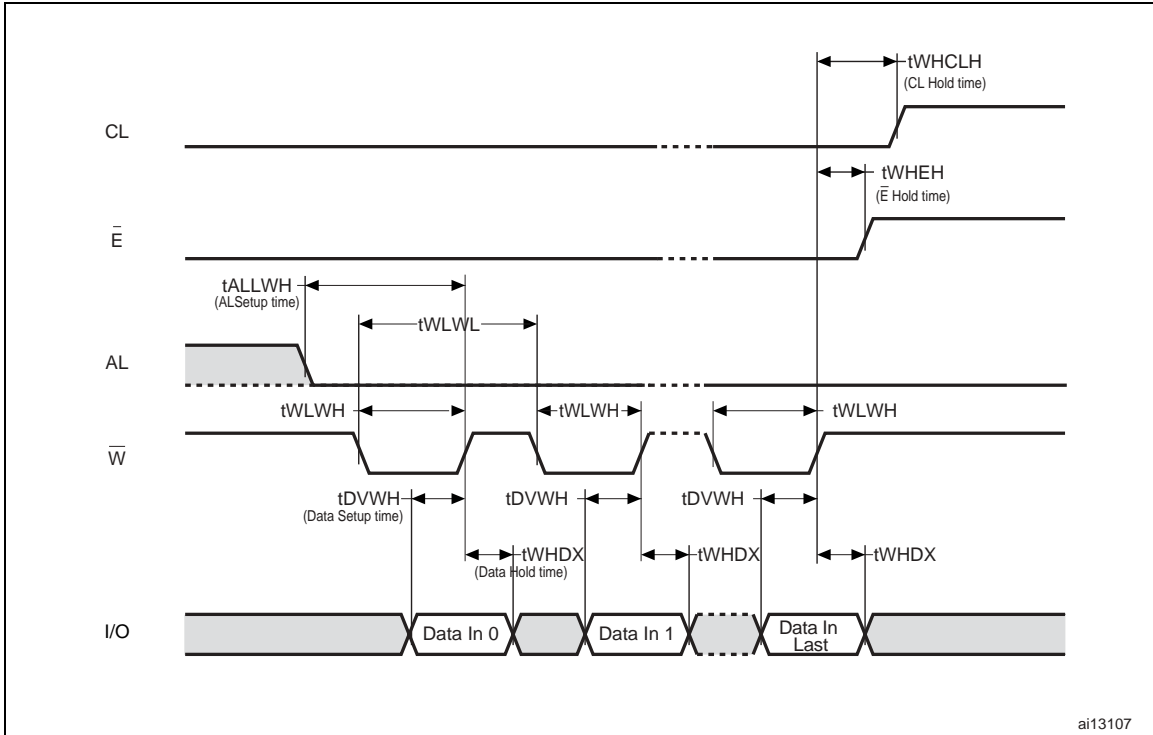 tWHCLH
(CL Hold time)
CL
tWHEH
(E̅ Hold time)
E̅
tALLWH
(ALSetup time)
tWLWL
AL
tWLWH
tWLWH
tWLWH
W̅
tDVWH
(Data Setup time)
tDVWH
tDVWH
tWHDX
(Data Hold time)
tWHDX
tWHDX
I/O
Data In 0
Data In 1
Data In
Last
ai13107